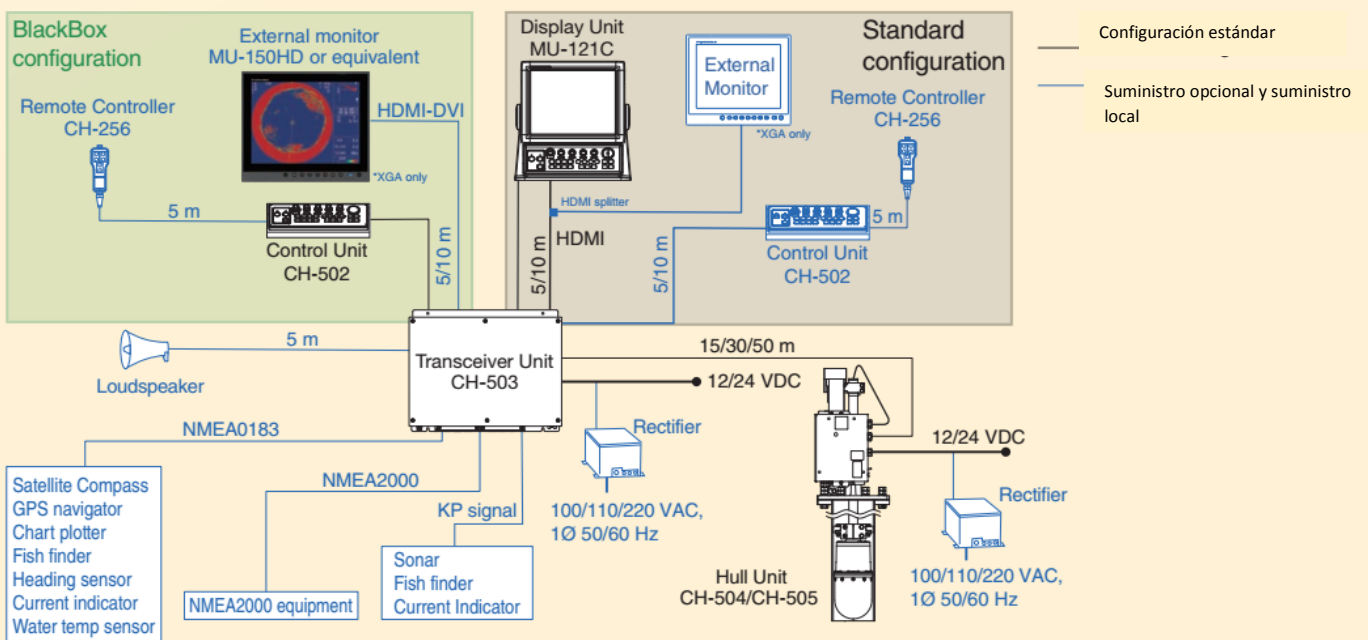 BlackBox
configuration
External monitor
MU-150HD or equivalent
Remote Controller
CH-256
HDMI-DVI
*XGA only
5 m
Control Unit
CH-502
5/10 m
Display Unit
MU-121C
External
Monitor
*XGA only
Standard
configuration
Remote Controller
CH-256
HDMI splitter
HDMI
5/10 m
5/10 m
5 m
Control Unit
CH-502
Configuración estándar
Suministro opcional y suministro
local
Loudspeaker
5 m
Transceiver Unit
CH-503
15/30/50 m
12/24 VDC
Rectifier
100/110/220 VAC,
1Ø 50/60 Hz
NMEA0183
NMEA2000
KP signal
Satellite Compass
GPS navigator
Chart plotter
Fish finder
Heading sensor
Current indicator
Water temp sensor
NMEA2000 equipment
Sonar
Fish finder
Current Indicator
12/24 VDC
Rectifier
Hull Unit
CH-504/CH-505
100/110/220 VAC,
1Ø 50/60 Hz